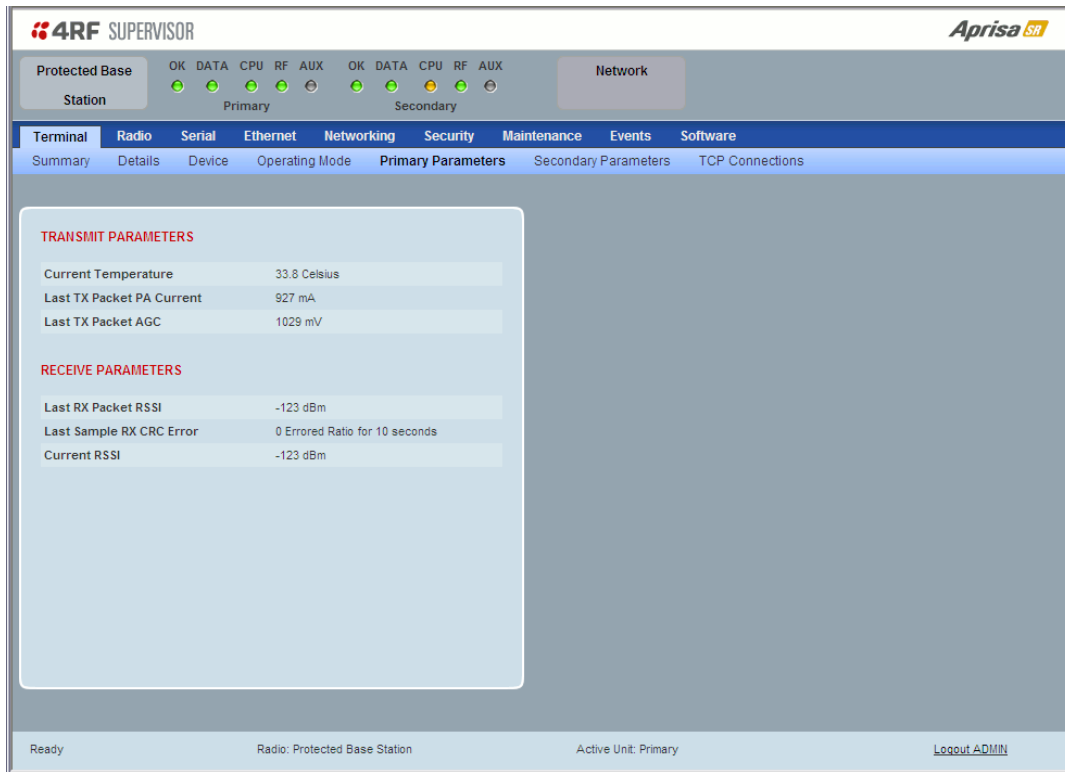 4RF SUPERVISOR
Aprisa SR
Protected Base Station
OK DATA CPU RF AUX OK DATA CPU RF AUX
Primary Secondary
Network
Terminal Radio Serial Ethernet Networking Security Maintenance Events Software
Summary Details Device Operating Mode Primary Parameters Secondary Parameters TCP Connections
TRANSMIT PARAMETERS
Current Temperature 33.8 Celsius
Last TX Packet PA Current 927 mA
Last TX Packet AGC 1029 mV
RECEIVE PARAMETERS
Last RX Packet RSSI -123 dBm
Last Sample RX CRC Error 0 Errored Ratio for 10 seconds
Current RSSI -123 dBm
Ready Radio: Protected Base Station Active Unit: Primary Logout ADMIN